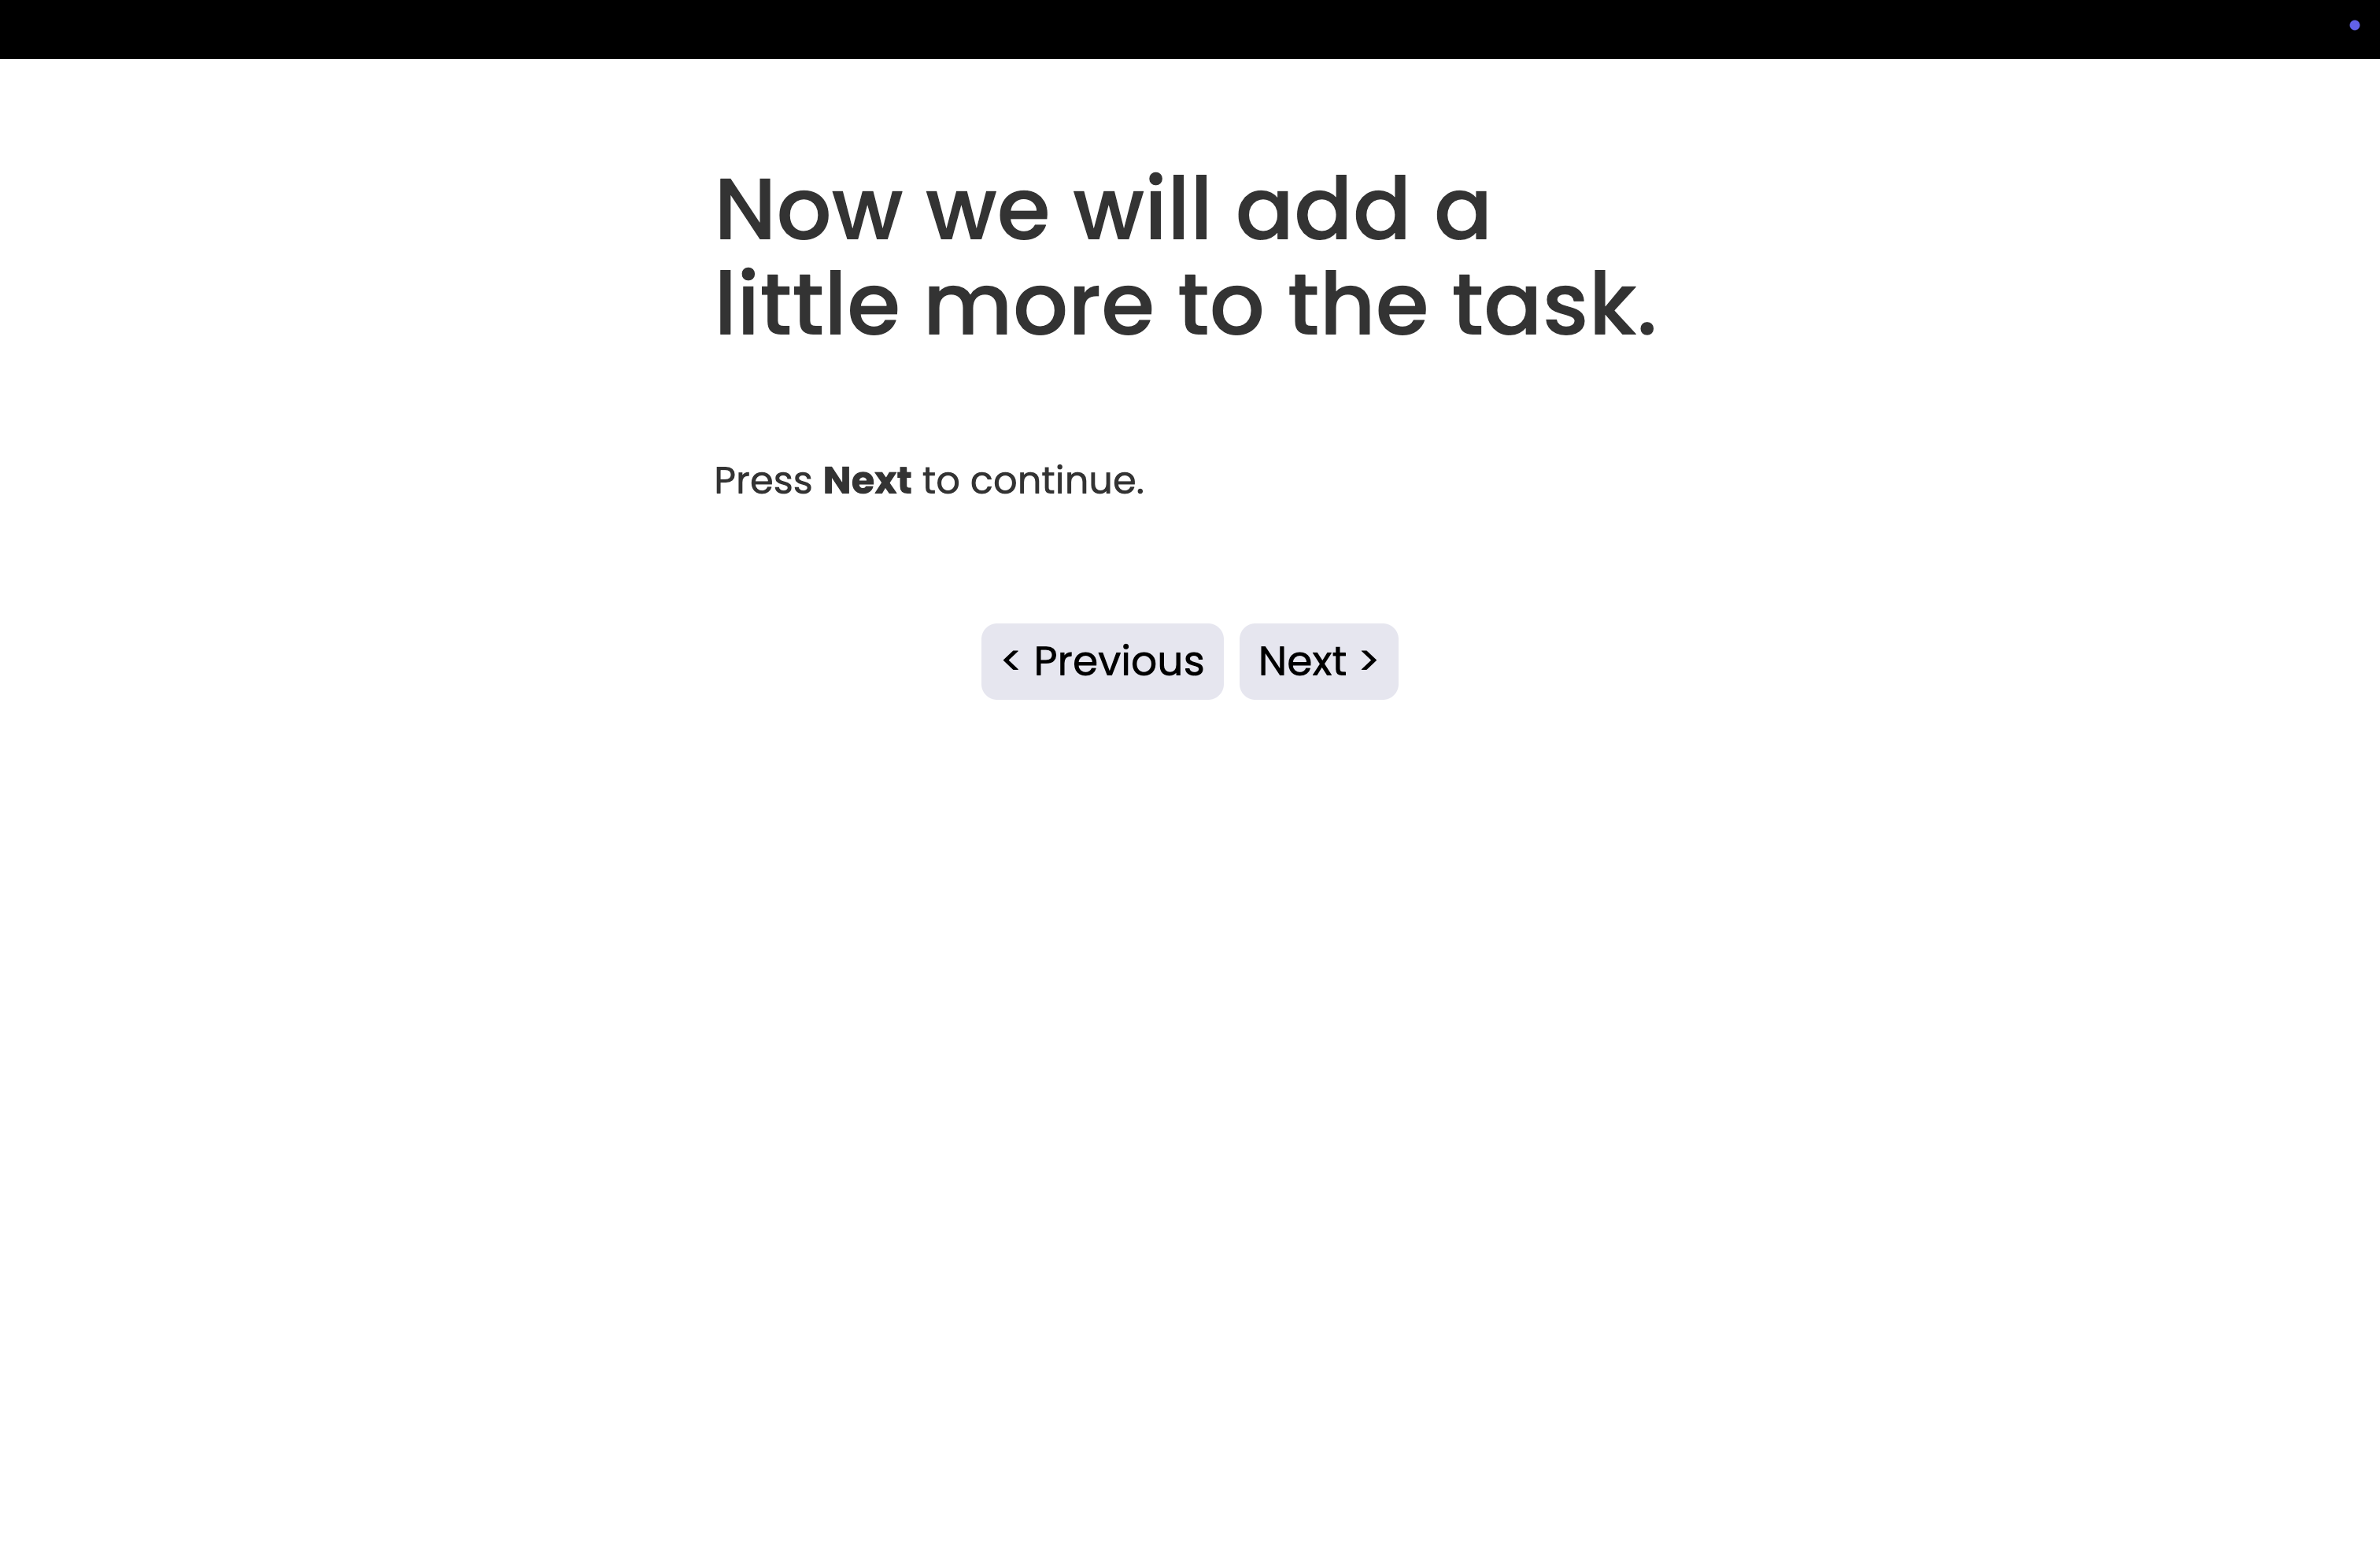 Now we will add a
little more to the task.
Press Next to continue.
< Previous
Next >